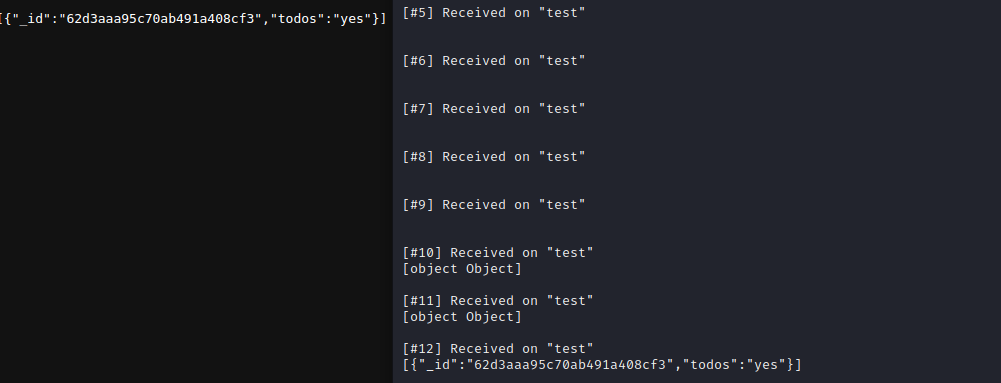 [{"_id":"62d3aaa95c70ab491a408cf3","todos":"yes"}]
[#5] Received on "test"
[#6] Received on "test"
[#7] Received on "test"
[#8] Received on "test"
[#9] Received on "test"
[#10] Received on "test"
[object Object]
[#11] Received on "test"
[object Object]
[#12] Received on "test"
[{"_id":"62d3aaa95c70ab491a408cf3","todos":"yes"}]